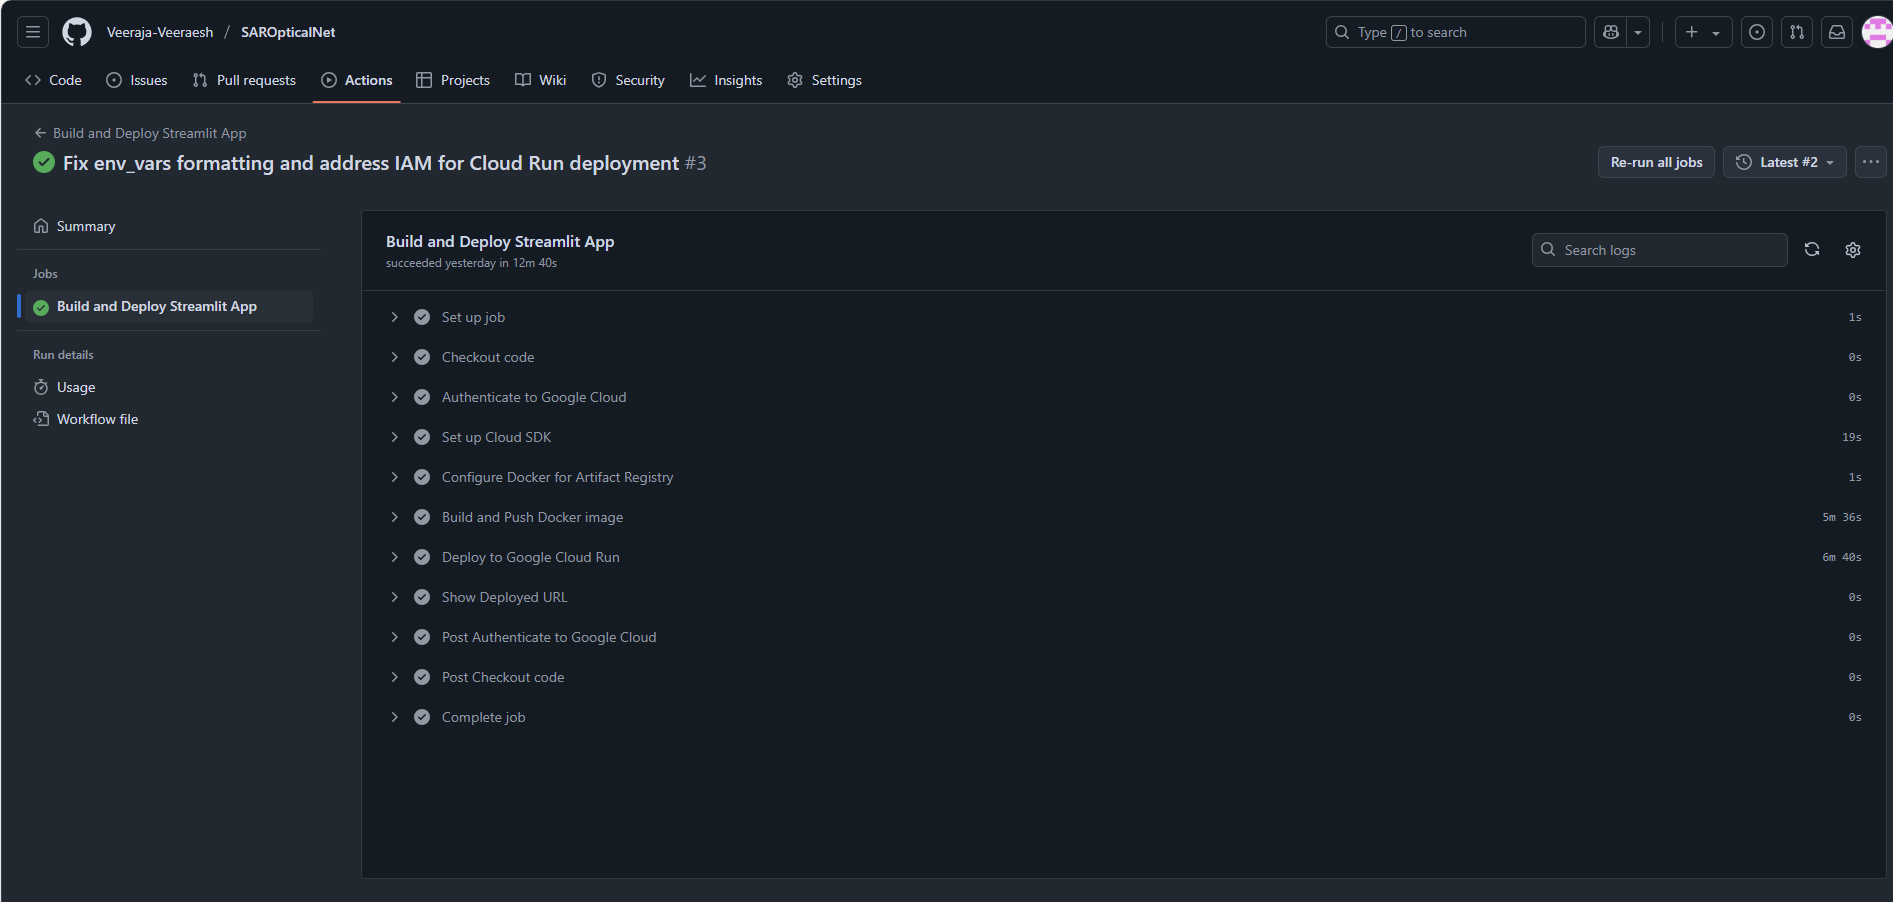 Veeraja-Veeraesh / SAROpticalNet
Type / to search
Code Issues Pull requests Actions Projects Wiki Security Insights Settings
Build and Deploy Streamlit App
Fix env_vars formatting and address IAM for Cloud Run deployment #3
Re-run all jobs
Latest #2
Summary
Jobs
Build and Deploy Streamlit App
Run details
Usage
Workflow file
Build and Deploy Streamlit App
succeeded yesterday in 12m 40s
Search logs
Set up job 1s
Checkout code 0s
Authenticate to Google Cloud 0s
Set up Cloud SDK 19s
Configure Docker for Artifact Registry 1s
Build and Push Docker image 5m 36s
Deploy to Google Cloud Run 6m 40s
Show Deployed URL 0s
Post Authenticate to Google Cloud 0s
Post Checkout code 0s
Complete job 0s